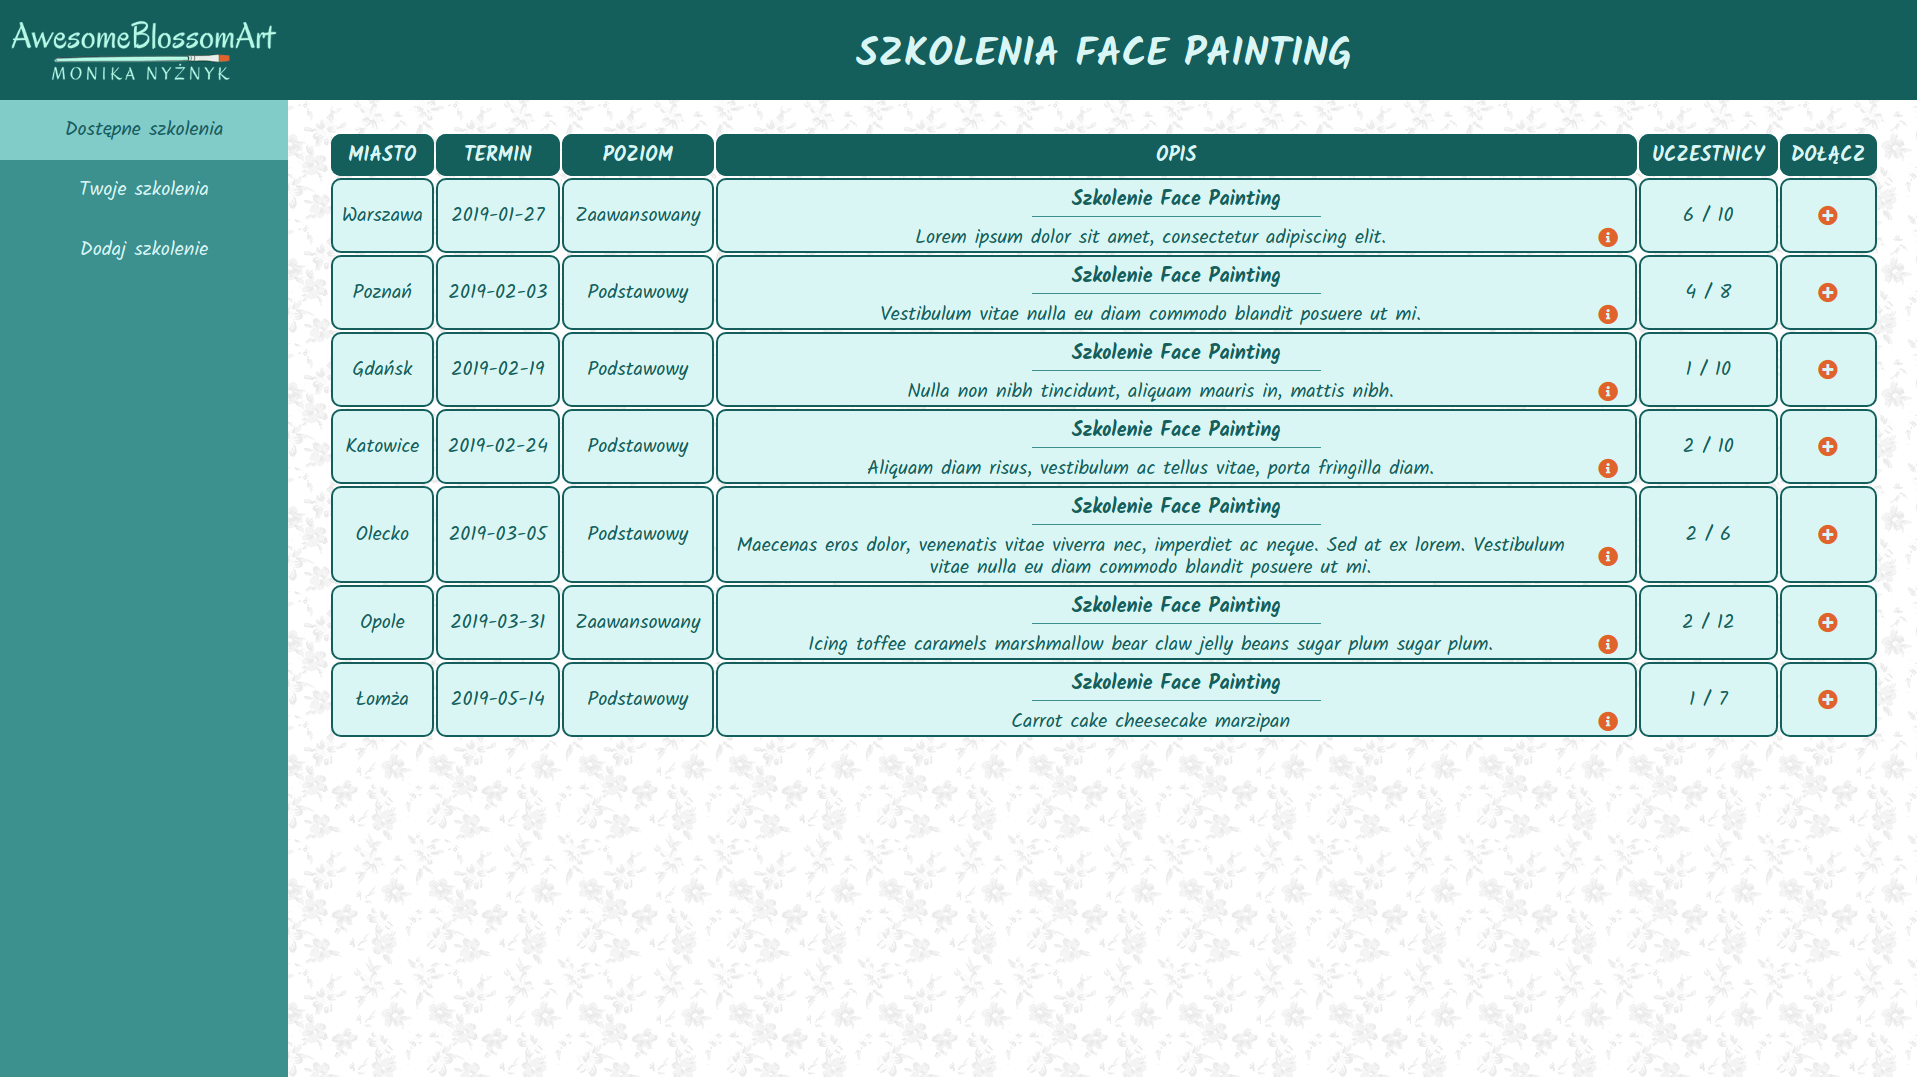 AwesomeBlossomArt
MONIKA NYŻNYK
SZKOLENIA FACE PAINTING
Dostępne szkolenia
Twoje szkolenia
Dodaj szkolenie
MIASTO TERMIN POZIOM OPIS UCZESTNICY DOŁĄCZ
Szkolenie Face Painting
Warszawa 2019-01-27 Zaawansowany 6 / 10
Lorem ipsum dolor sit amet, consectetur adipiscing elit.
Szkolenie Face Painting
Poznań 2019-02-03 Podstawowy 4 / 8
Vestibulum vitae nulla eu diam commodo blandit posuere ut mi.
Szkolenie Face Painting
Gdańsk 2019-02-19 Podstawowy 1 / 10
Nulla non nibh tincidunt, aliquam mauris in, mattis nibh.
Szkolenie Face Painting
Katowice 2019-02-24 Podstawowy 2 / 10
Aliquam diam risus, vestibulum ac tellus vitae, porta fringilla diam.
Szkolenie Face Painting
Olecko 2019-03-05 Podstawowy 2 / 6
Maecenas eros dolor, venenatis vitae viverra nec, imperdiet ac neque. Sed at ex lorem. Vestibulum
vitae nulla eu diam commodo blandit posuere ut mi.
Szkolenie Face Painting
Opole 2019-03-31 Zaawansowany 2 / 12
Icing toffee caramels marshmallow bear claw jelly beans sugar plum sugar plum.
Szkolenie Face Painting
Łomża 2019-05-14 Podstawowy 1 / 7
Carrot cake cheesecake marzipan